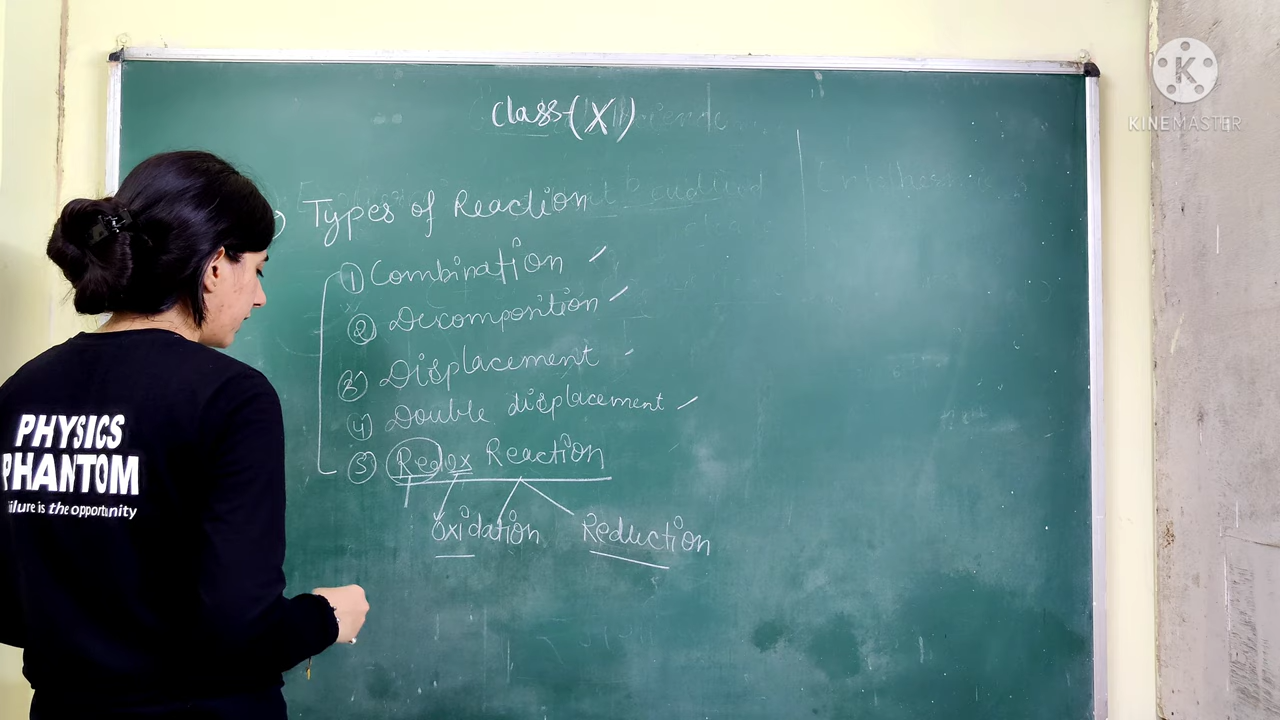 Class-(X)
Types of Reaction
① Combination
② Decomposition
③ Displacement
④ Double displacement
⑤ Redox Reaction
Oxidation Reduction
PHYSICS
PHANTOM
ilure is the opportunity
K
KINEMASTER